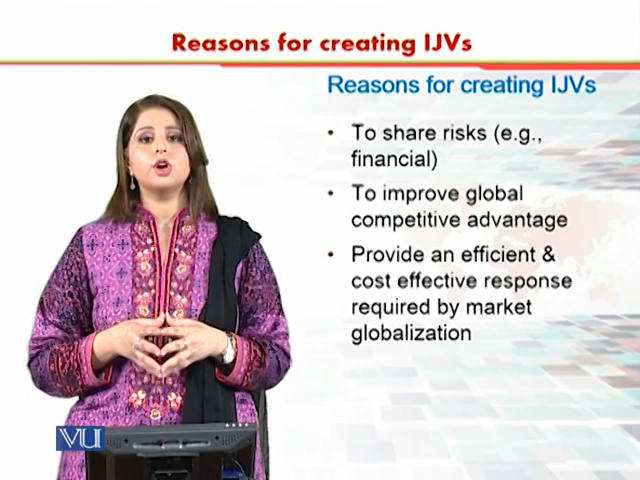 Reasons for creating IJVs
Reasons for creating IJVs
• To share risks (e.g.,
financial)
• To improve global
competitive advantage
• Provide an efficient &
cost effective response
required by market
globalization
VU